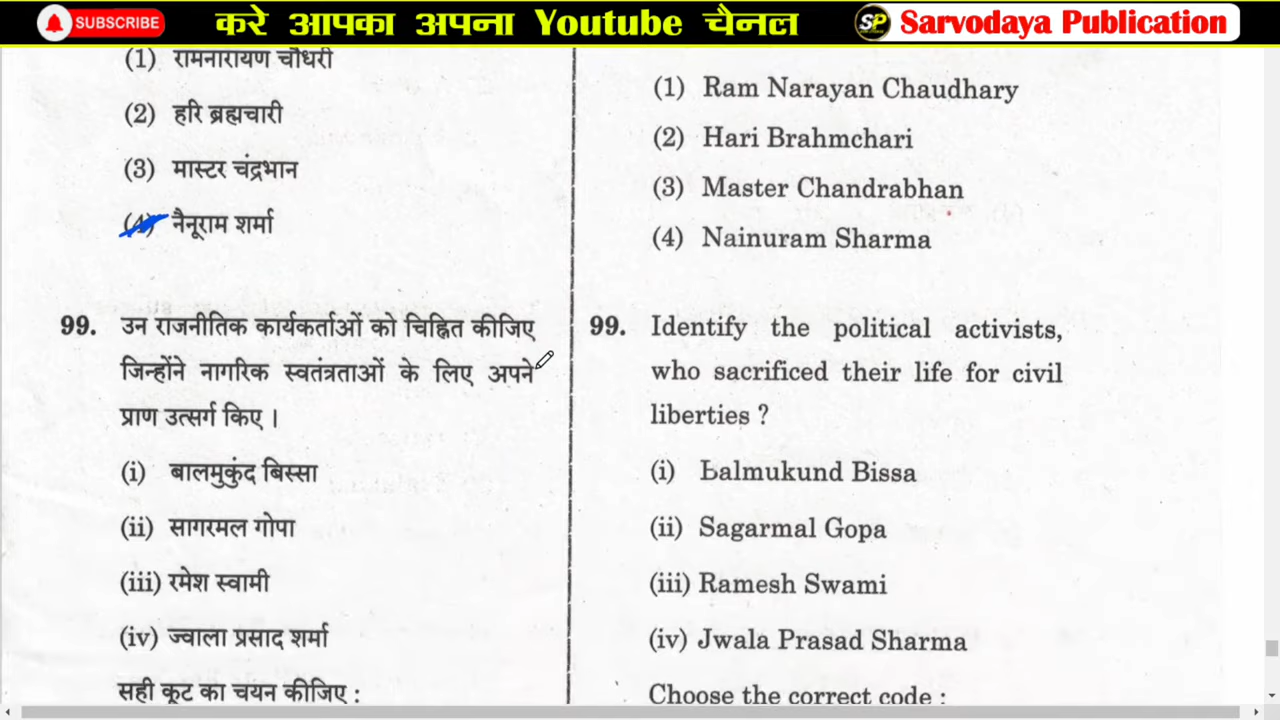 SUBSCRIBE
करे आपका अपना Youtube चैनल
SP
Sarvodaya Publication
(1) रामनारायण चौधरी
(2) हरि ब्रह्मचारी
(3) मास्टर चंद्रभान
(4) नैनूराम शर्मा
99. उन राजनीतिक कार्यकर्ताओं को चिह्नित कीजिए
जिन्होंने नागरिक स्वतंत्रताओं के लिए अपने
प्राण उत्सर्ग किए ।
(i) बालमुकुंद बिस्सा
(ii) सागरमल गोपा
(iii) रमेश स्वामी
(iv) ज्वाला प्रसाद शर्मा
सही कूट का चयन कीजिए :
(1) Ram Narayan Chaudhary
(2) Hari Brahmchari
(3) Master Chandrabhan
(4) Nainuram Sharma
99. Identify the political activists,
who sacrificed their life for civil
liberties ?
(i) Balmukund Bissa
(ii) Sagarmal Gopa
(iii) Ramesh Swami
(iv) Jwala Prasad Sharma
Choose the correct code :